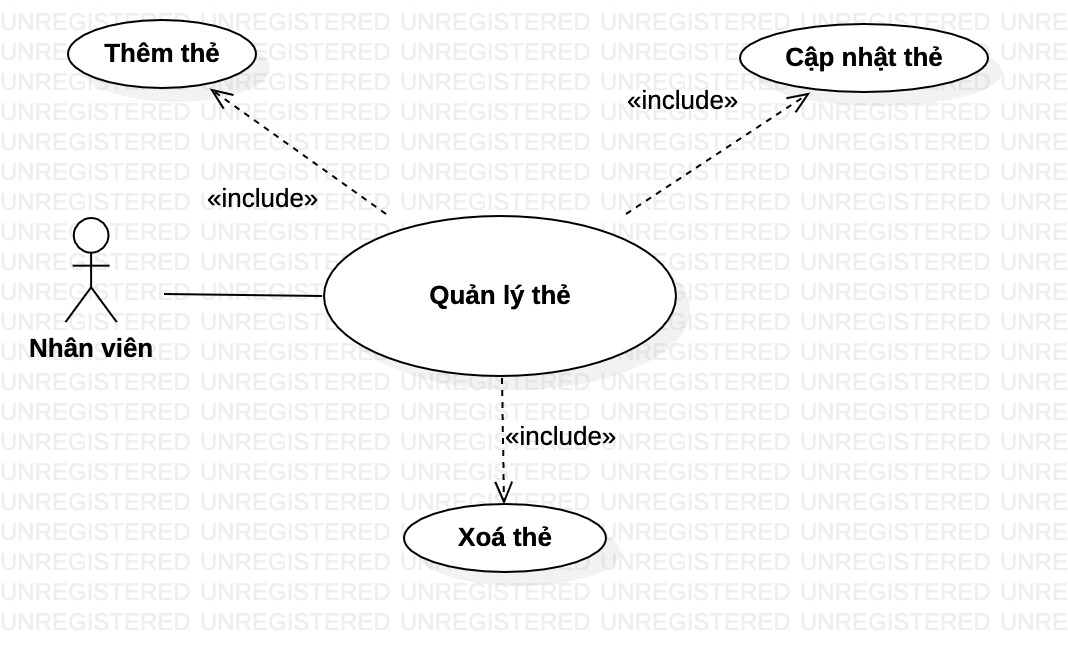 Thêm thẻ
Cập nhật thẻ
«include»
«include»
Quản lý thẻ
Nhân viên
«include»
Xoá thẻ
UNREGISTERED UNREGISTERED UNREGISTERED UNREGISTERED UNREGISTERED UNRE